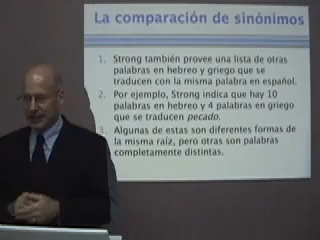 La comparación de sinónimos
1. Strong también provee una lista de otras
palabras en hebreo y griego que se
traducen con la misma palabra en español.
2. Por ejemplo, Strong indica que hay 10
palabras en hebreo y 4 palabras en griego
que se traducen pecado.
3. Algunas de estas son diferentes formas de
la misma raíz, pero otras son palabras
completamente distintas.